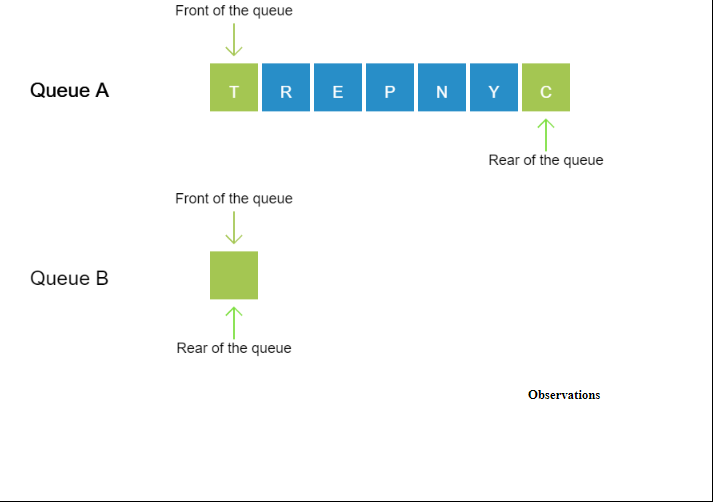 Front of the queue
Queue A
T R E P N Y C
Rear of the queue
Front of the queue
Queue B
Rear of the queue
Observations